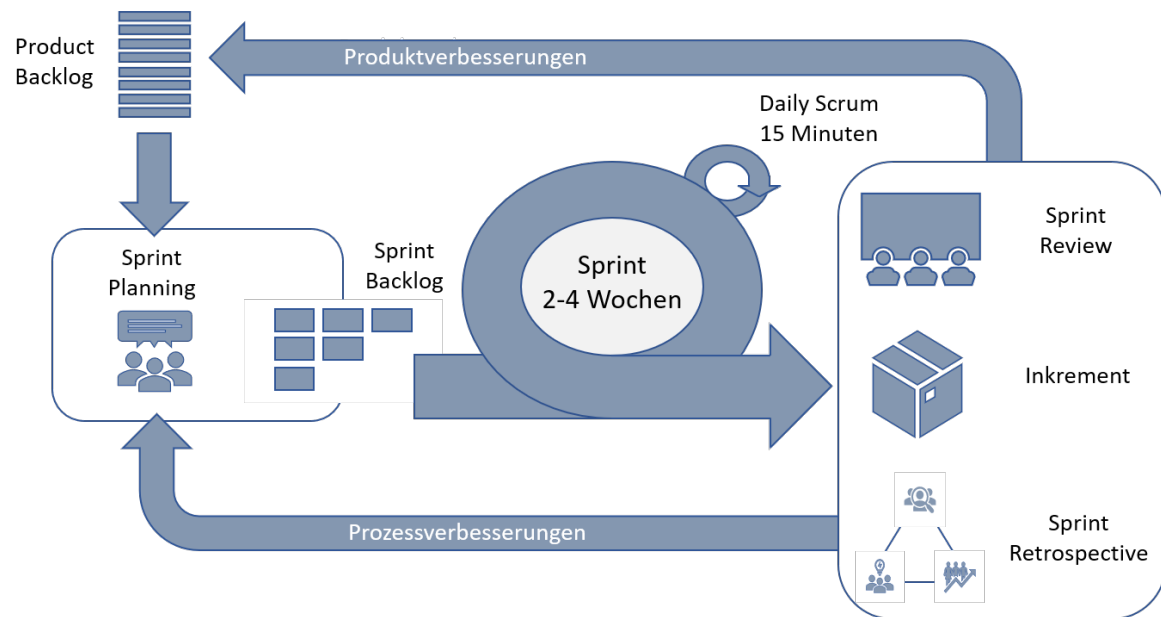 Product
Backlog
Produktverbesserungen
Daily Scrum
15 Minuten
Sprint
Planning
Sprint
Backlog
Sprint
2-4 Wochen
Sprint
Review
Inkrement
Prozessverbesserungen
Sprint
Retrospective